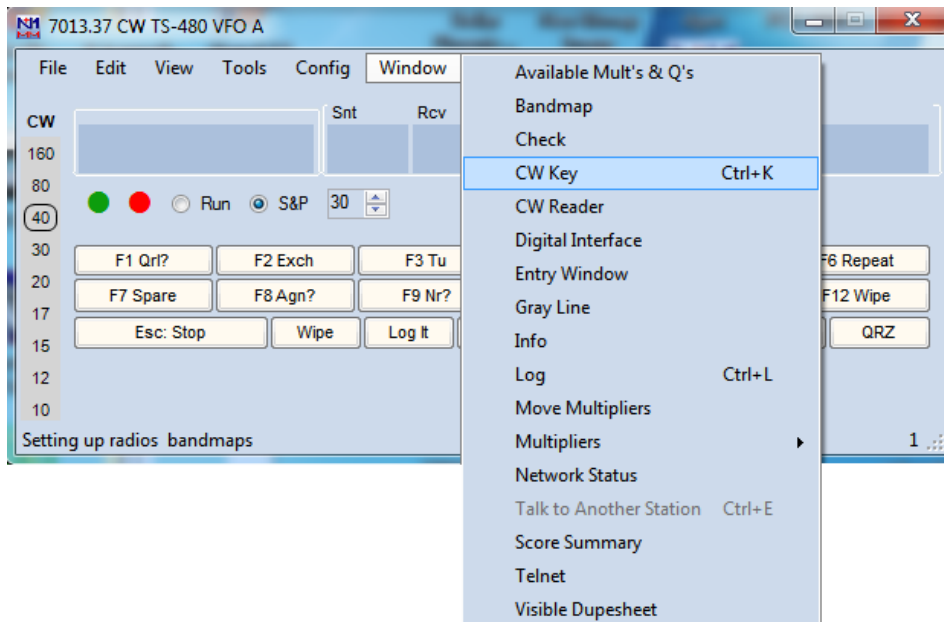 7013.37 CW TS-480 VFO A
File Edit View Tools Config Window
Snt Rcv
CW
160
80
40
30
20
17
15
12
10
Run S&P 30
F1 Qrl? F2 Exch F3 Tu F6 Repeat
F7 Spare F8 Agn? F9 Nr? F12 Wipe
Esc: Stop Wipe Log It QRZ
Setting up radios bandmaps 1
Available Mult's & Q's
Bandmap
Check
CW Key Ctrl+K
CW Reader
Digital Interface
Entry Window
Gray Line
Info
Log Ctrl+L
Move Multipliers
Multipliers
Network Status
Talk to Another Station Ctrl+E
Score Summary
Telnet
Visible Dupesheet